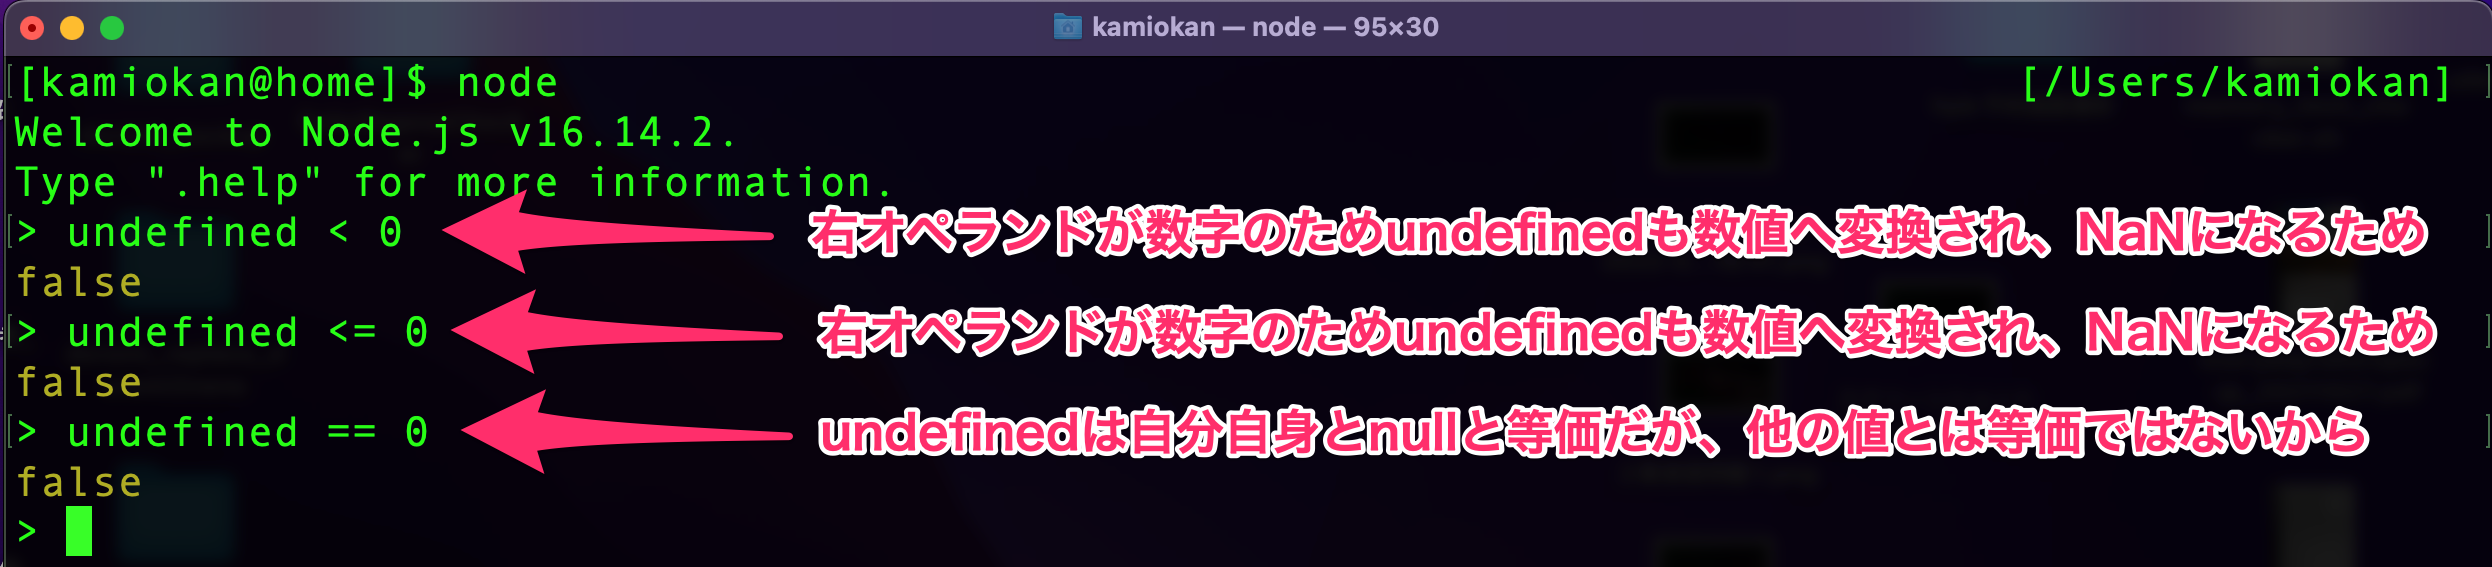 kamiokan — node — 95×30
[kamiokan@home]$ node [/Users/kamiokan]
Welcome to Node.js v16.14.2.
Type ".help" for more information.
> undefined < 0 右オペランドが数字のためundefinedも数値へ変換され、NaNになるため
false
> undefined <= 0 右オペランドが数字のためundefinedも数値へ変換され、NaNになるため
false
> undefined == 0 undefinedは自分自身とnullと等価だが、他の値とは等価ではないから
false
>